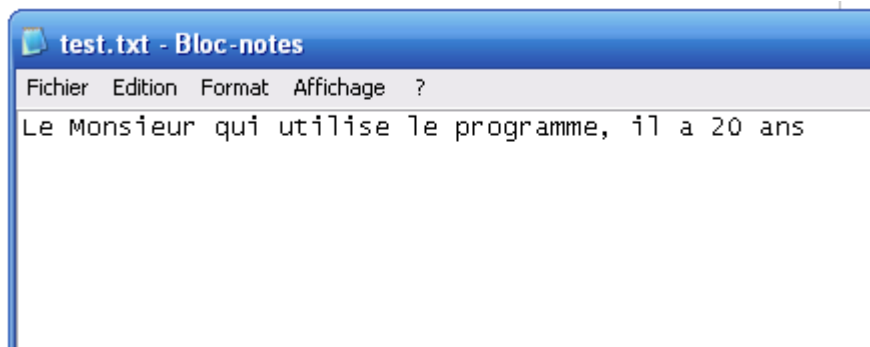 test.txt - Bloc-notes
Fichier Edition Format Affichage ?
Le Monsieur qui utilise le programme, il a 20 ans